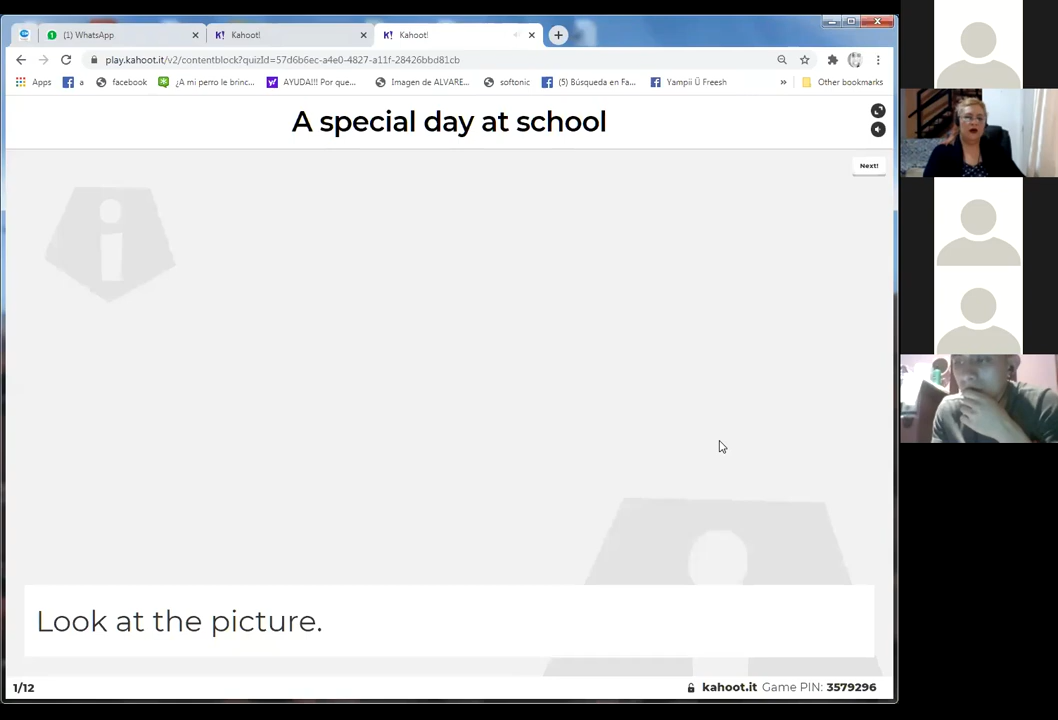 (1) WhatsApp
Kahoot!
Kahoot!
play.kahoot.it/v2/contentblock?quizId=57d6b6ec-a4e0-4827-a11f-28426bbd81cb
Apps
a
facebook
¿A mi perro le brinc...
AYUDA!!! Por que...
Imagen de ALVARE...
softonic
(5) Búsqueda en Fa...
Yampii Ü Freesh
»
Other bookmarks
A special day at school
Next!
Look at the picture.
1/12
kahoot.it Game PIN: 3579296